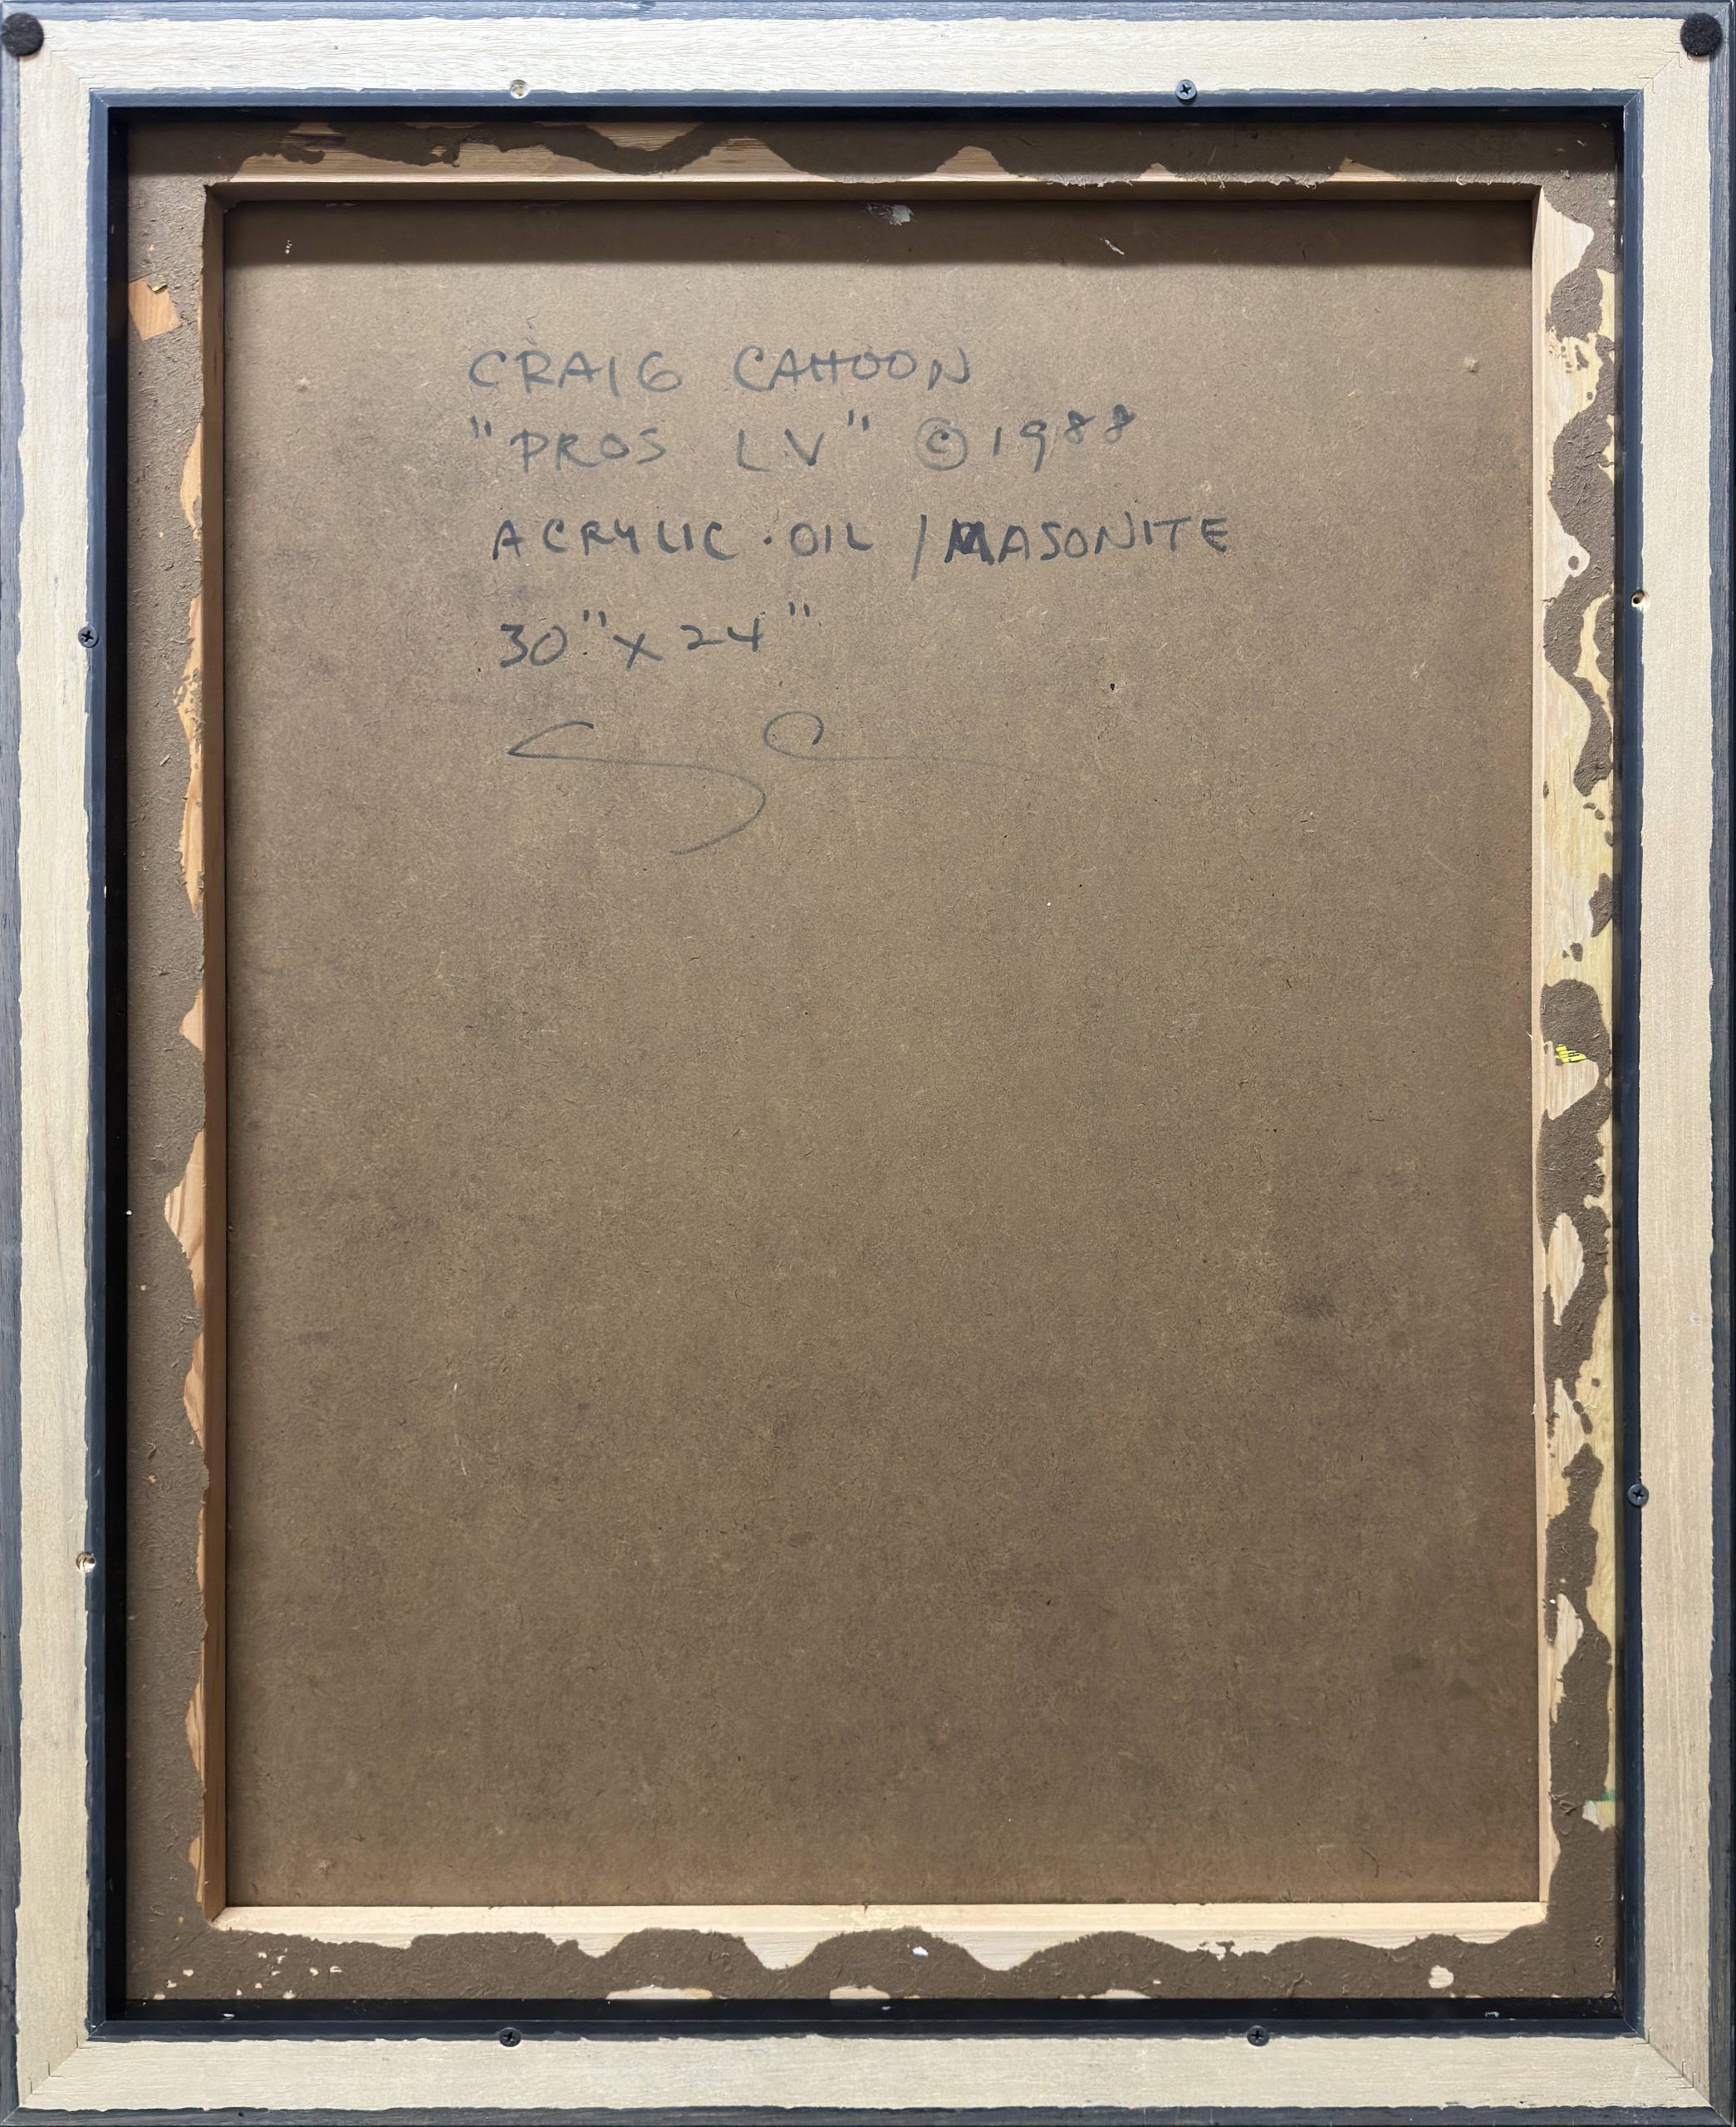 CRAIG CAHOON
"PROS LV" © 1988
ACRYLIC · OIL / MASONITE
30" x 24"